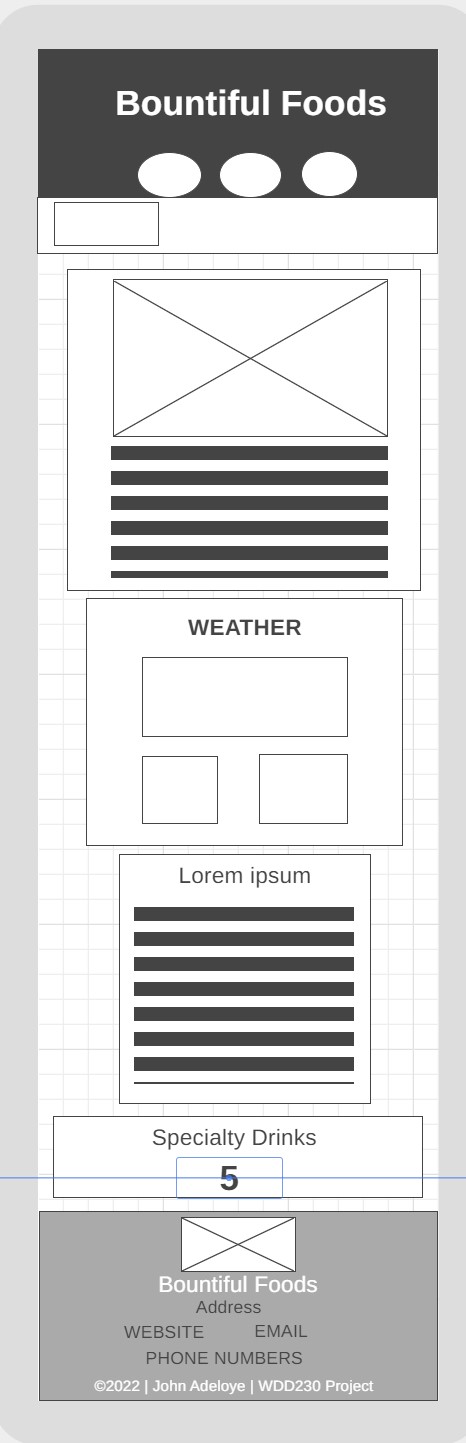 Bountiful Foods
WEATHER
Lorem ipsum
Specialty Drinks
5
Bountiful Foods
Address
WEBSITE EMAIL
PHONE NUMBERS
©2022 | John Adeloye | WDD230 Project